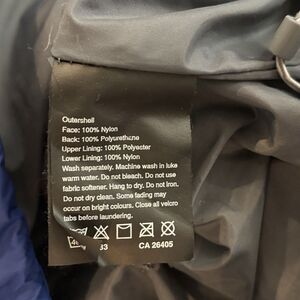 Outershell
Face: 100% Nylon
Back: 100% Polyurethane
Upper Lining: 100% Polyester
Lower Lining: 100% Nylon
Wash separately. Machine wash in luke
warm water. Do not bleach. Do not use
fabric softener. Hang to dry. Do not iron.
Do not dry clean. Some fading may
occur on bright colours. Close all velcro
tabs before laundering.
33 CA 26405